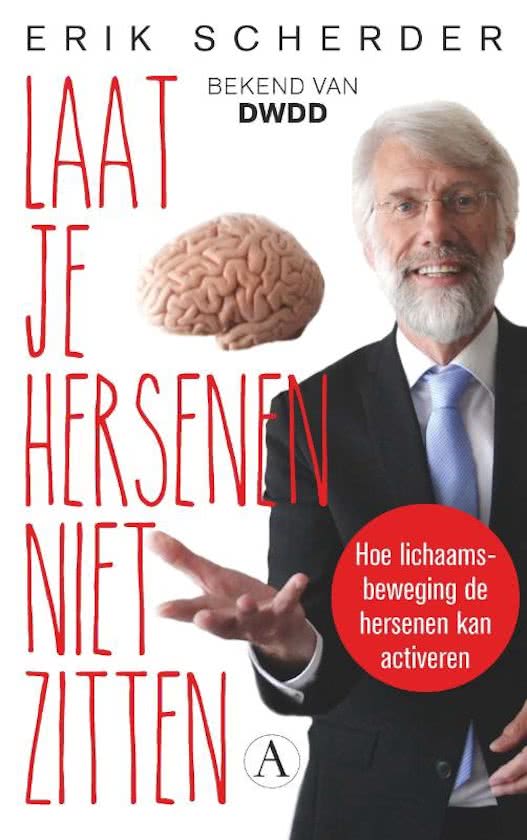 ERIK SCHERDER
BEKEND VAN
DWDD
LAAT
JE
HERSENEN
NIET
ZITTEN
Hoe lichaams-
beweging de
hersenen kan
activeren
A